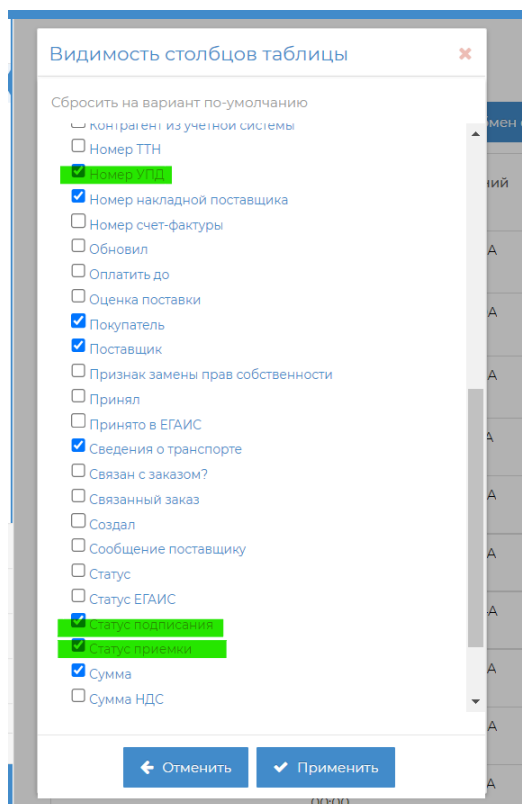 Видимость столбцов таблицы
Сбросить на вариант по-умолчанию
Контрагент из учетной системы
Номер ТТН
Номер УПД
Номер накладной поставщика
Номер счет-фактуры
Обновил
Оплатить до
Оценка поставки
Покупатель
Поставщик
Признак замены прав собственности
Принял
Принято в ЕГАИС
Сведения о транспорте
Связан с заказом?
Связанный заказ
Создал
Сообщение поставщику
Статус
Статус ЕГАИС
Статус подписания
Статус приемки
Сумма
Сумма НДС
Отменить
Применить